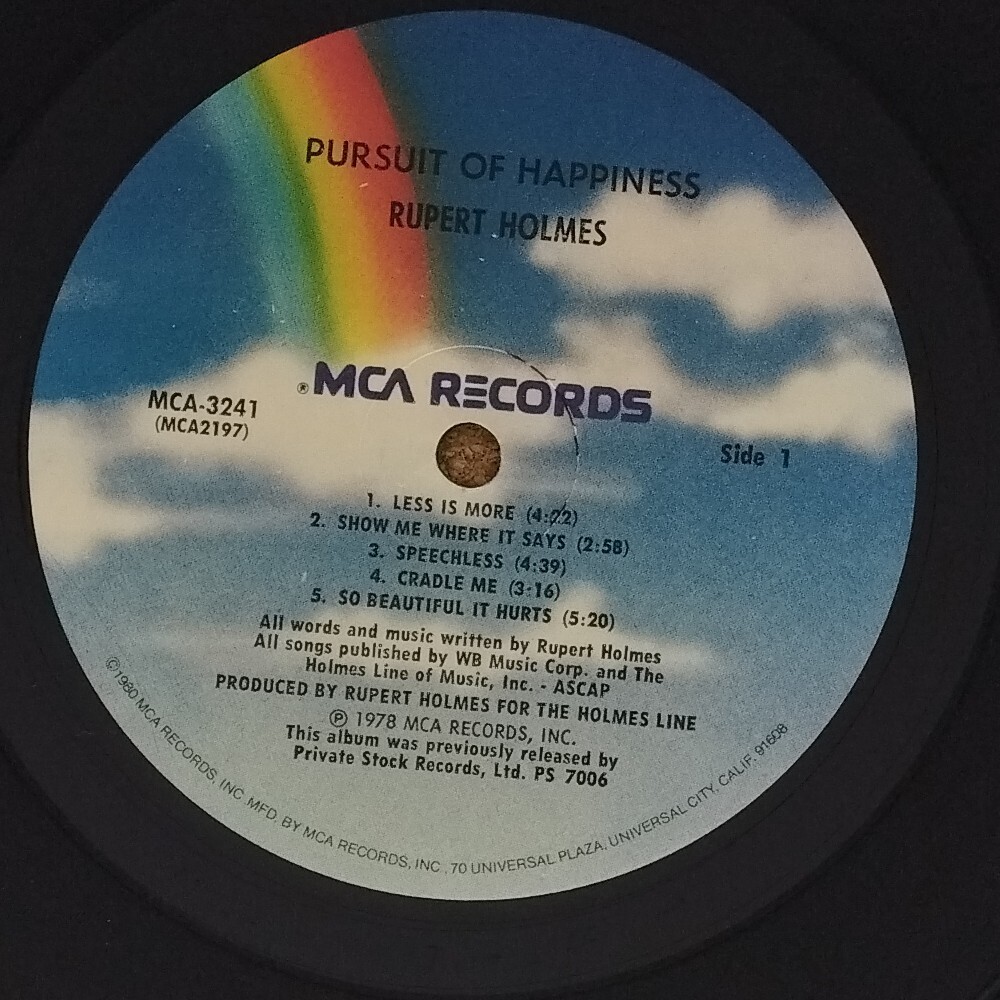 PURSUIT OF HAPPINESS
RUPERT HOLMES
® MCA RECORDS
MCA-3241
(MCA2197)
Side 1
1. LESS IS MORE (4:22)
2. SHOW ME WHERE IT SAYS (2:58)
3. SPEECHLESS (4:39)
4. CRADLE ME (3:16)
5. SO BEAUTIFUL IT HURTS (5:20)
All words and music written by Rupert Holmes
All songs published by WB Music Corp. and The
Holmes Line of Music, Inc. - ASCAP
PRODUCED BY RUPERT HOLMES FOR THE HOLMES LINE
℗ 1978 MCA RECORDS, INC.
This album was previously released by
Private Stock Records, Ltd. PS 7006
©1980 MCA RECORDS, INC. MFD. BY MCA RECORDS, INC., 70 UNIVERSAL PLAZA, UNIVERSAL CITY, CALIF. 91608